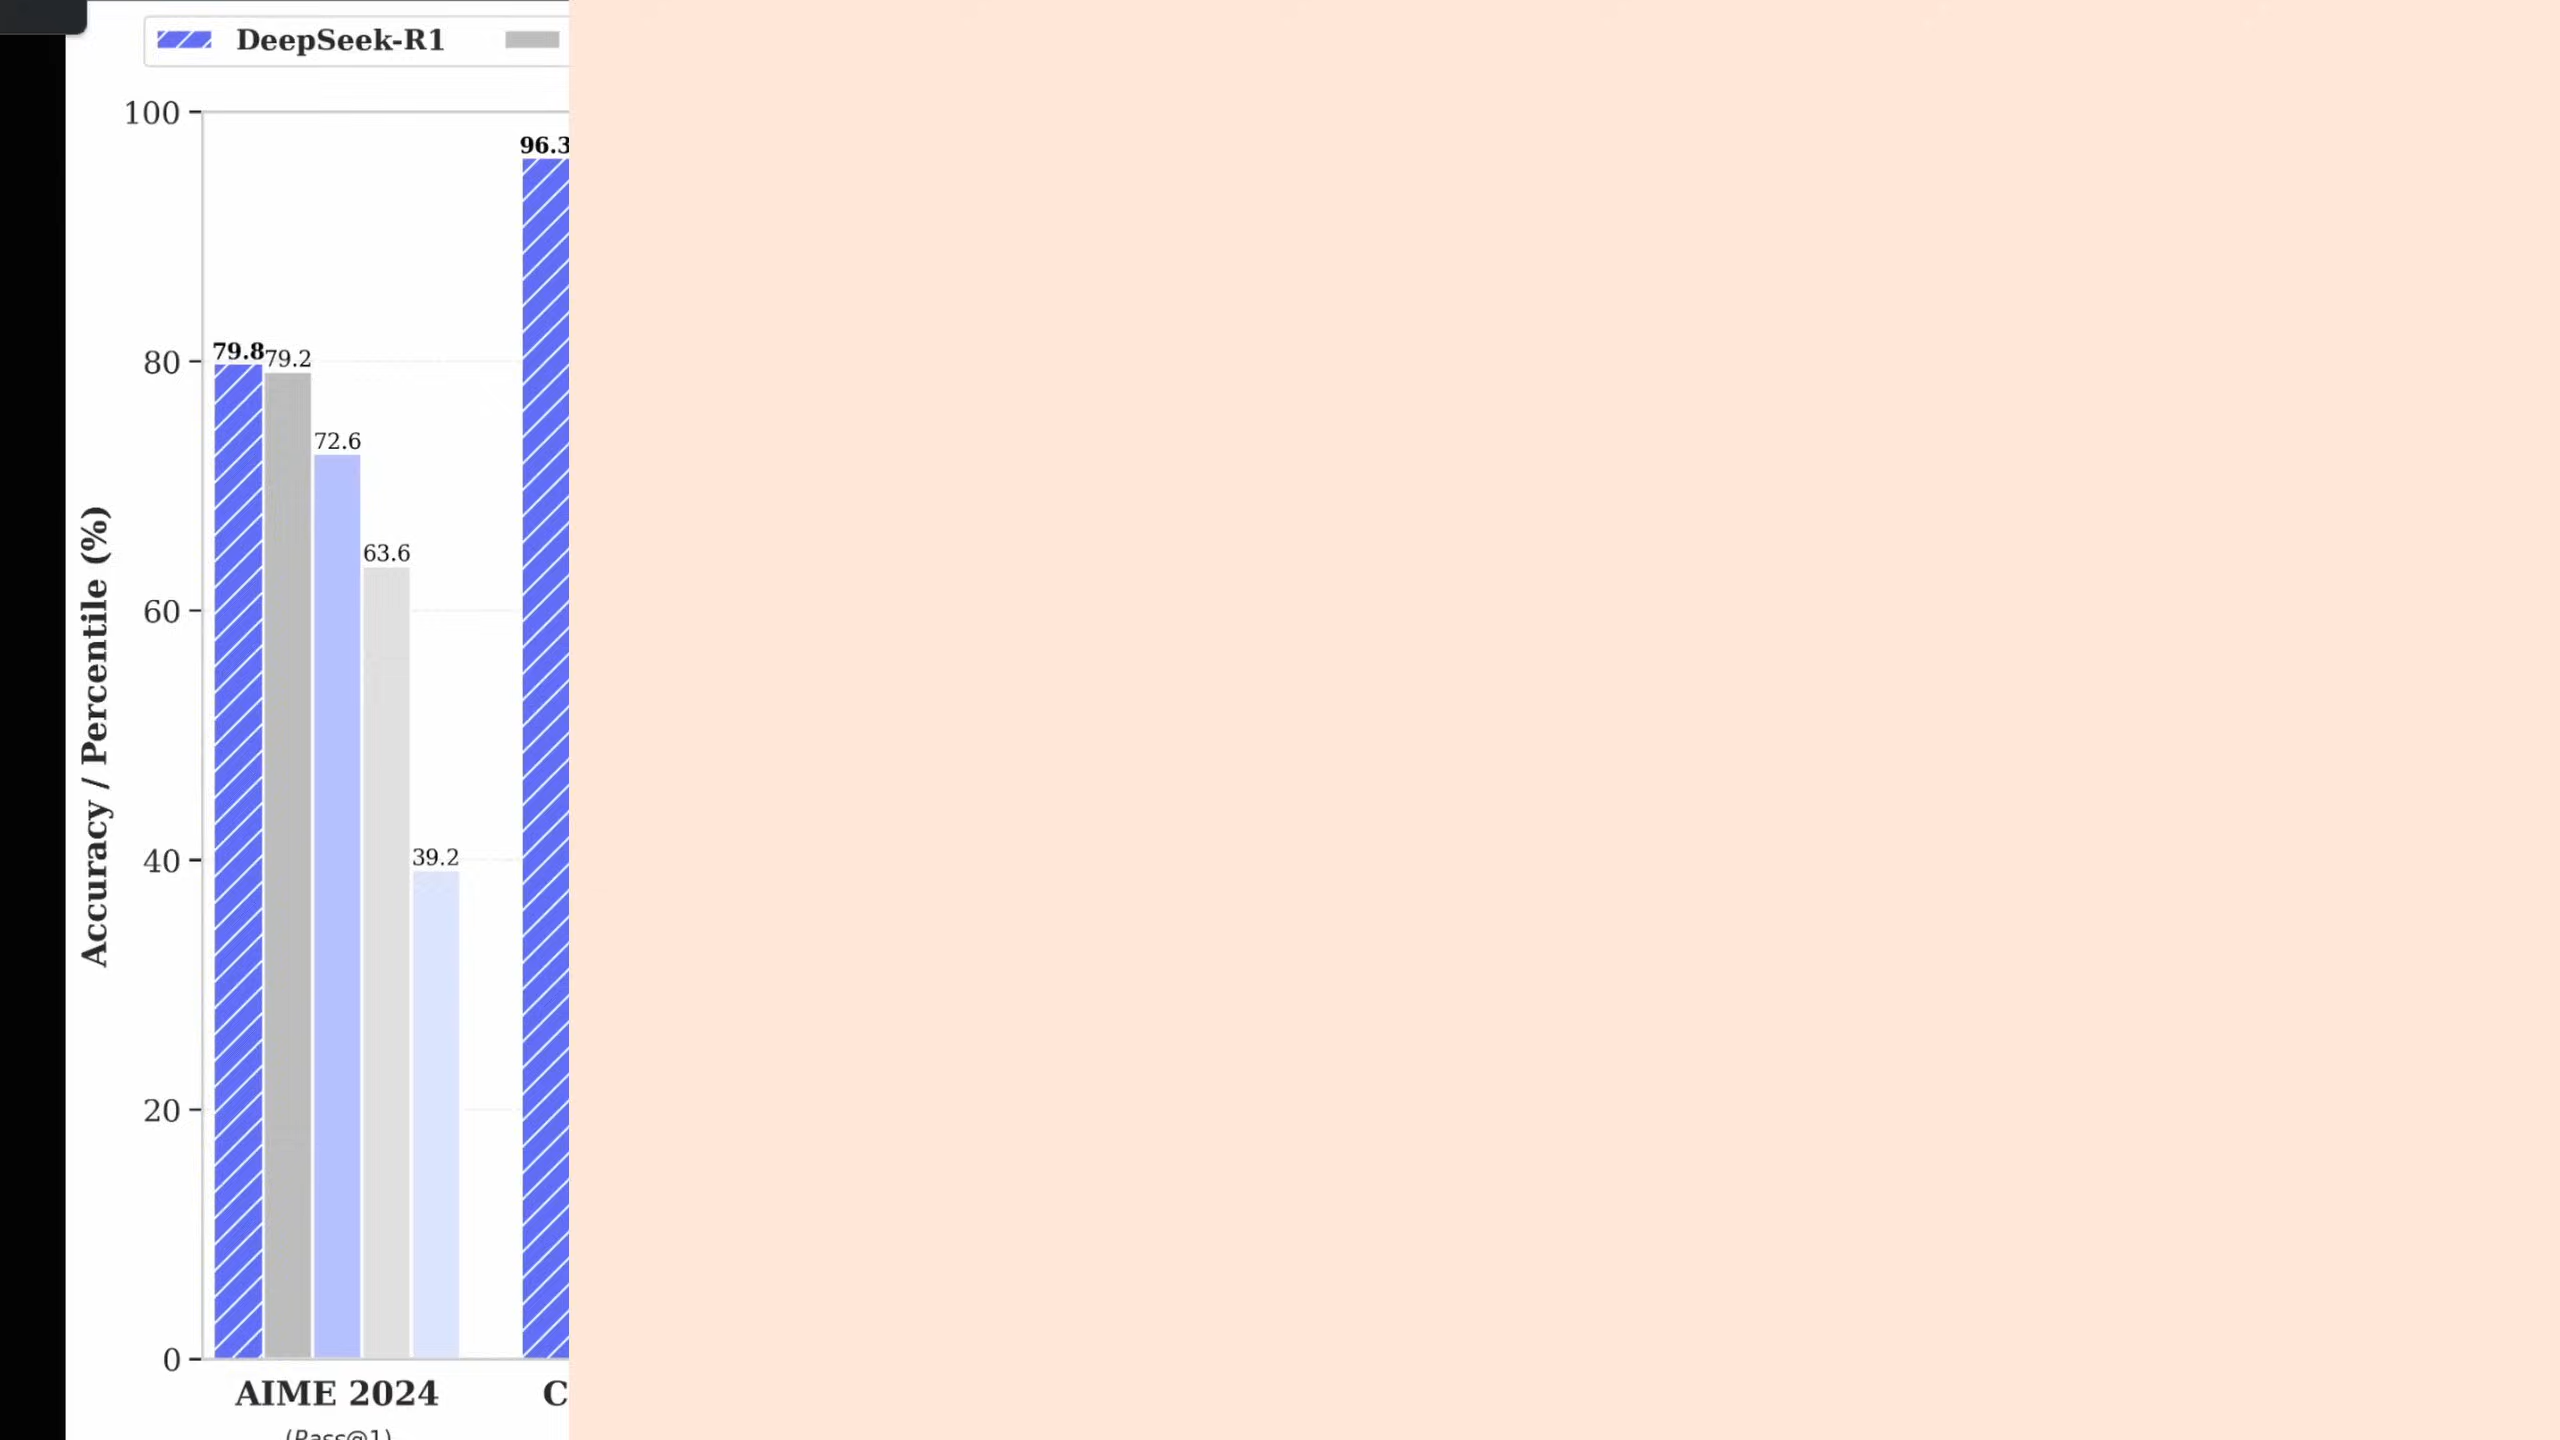 DeepSeek-R1
100
96.3
79.8
79.2
80
72.6
63.6
60
39.2
40
20
0
Accuracy / Percentile (%)
AIME 2024
C
(Pass@1)